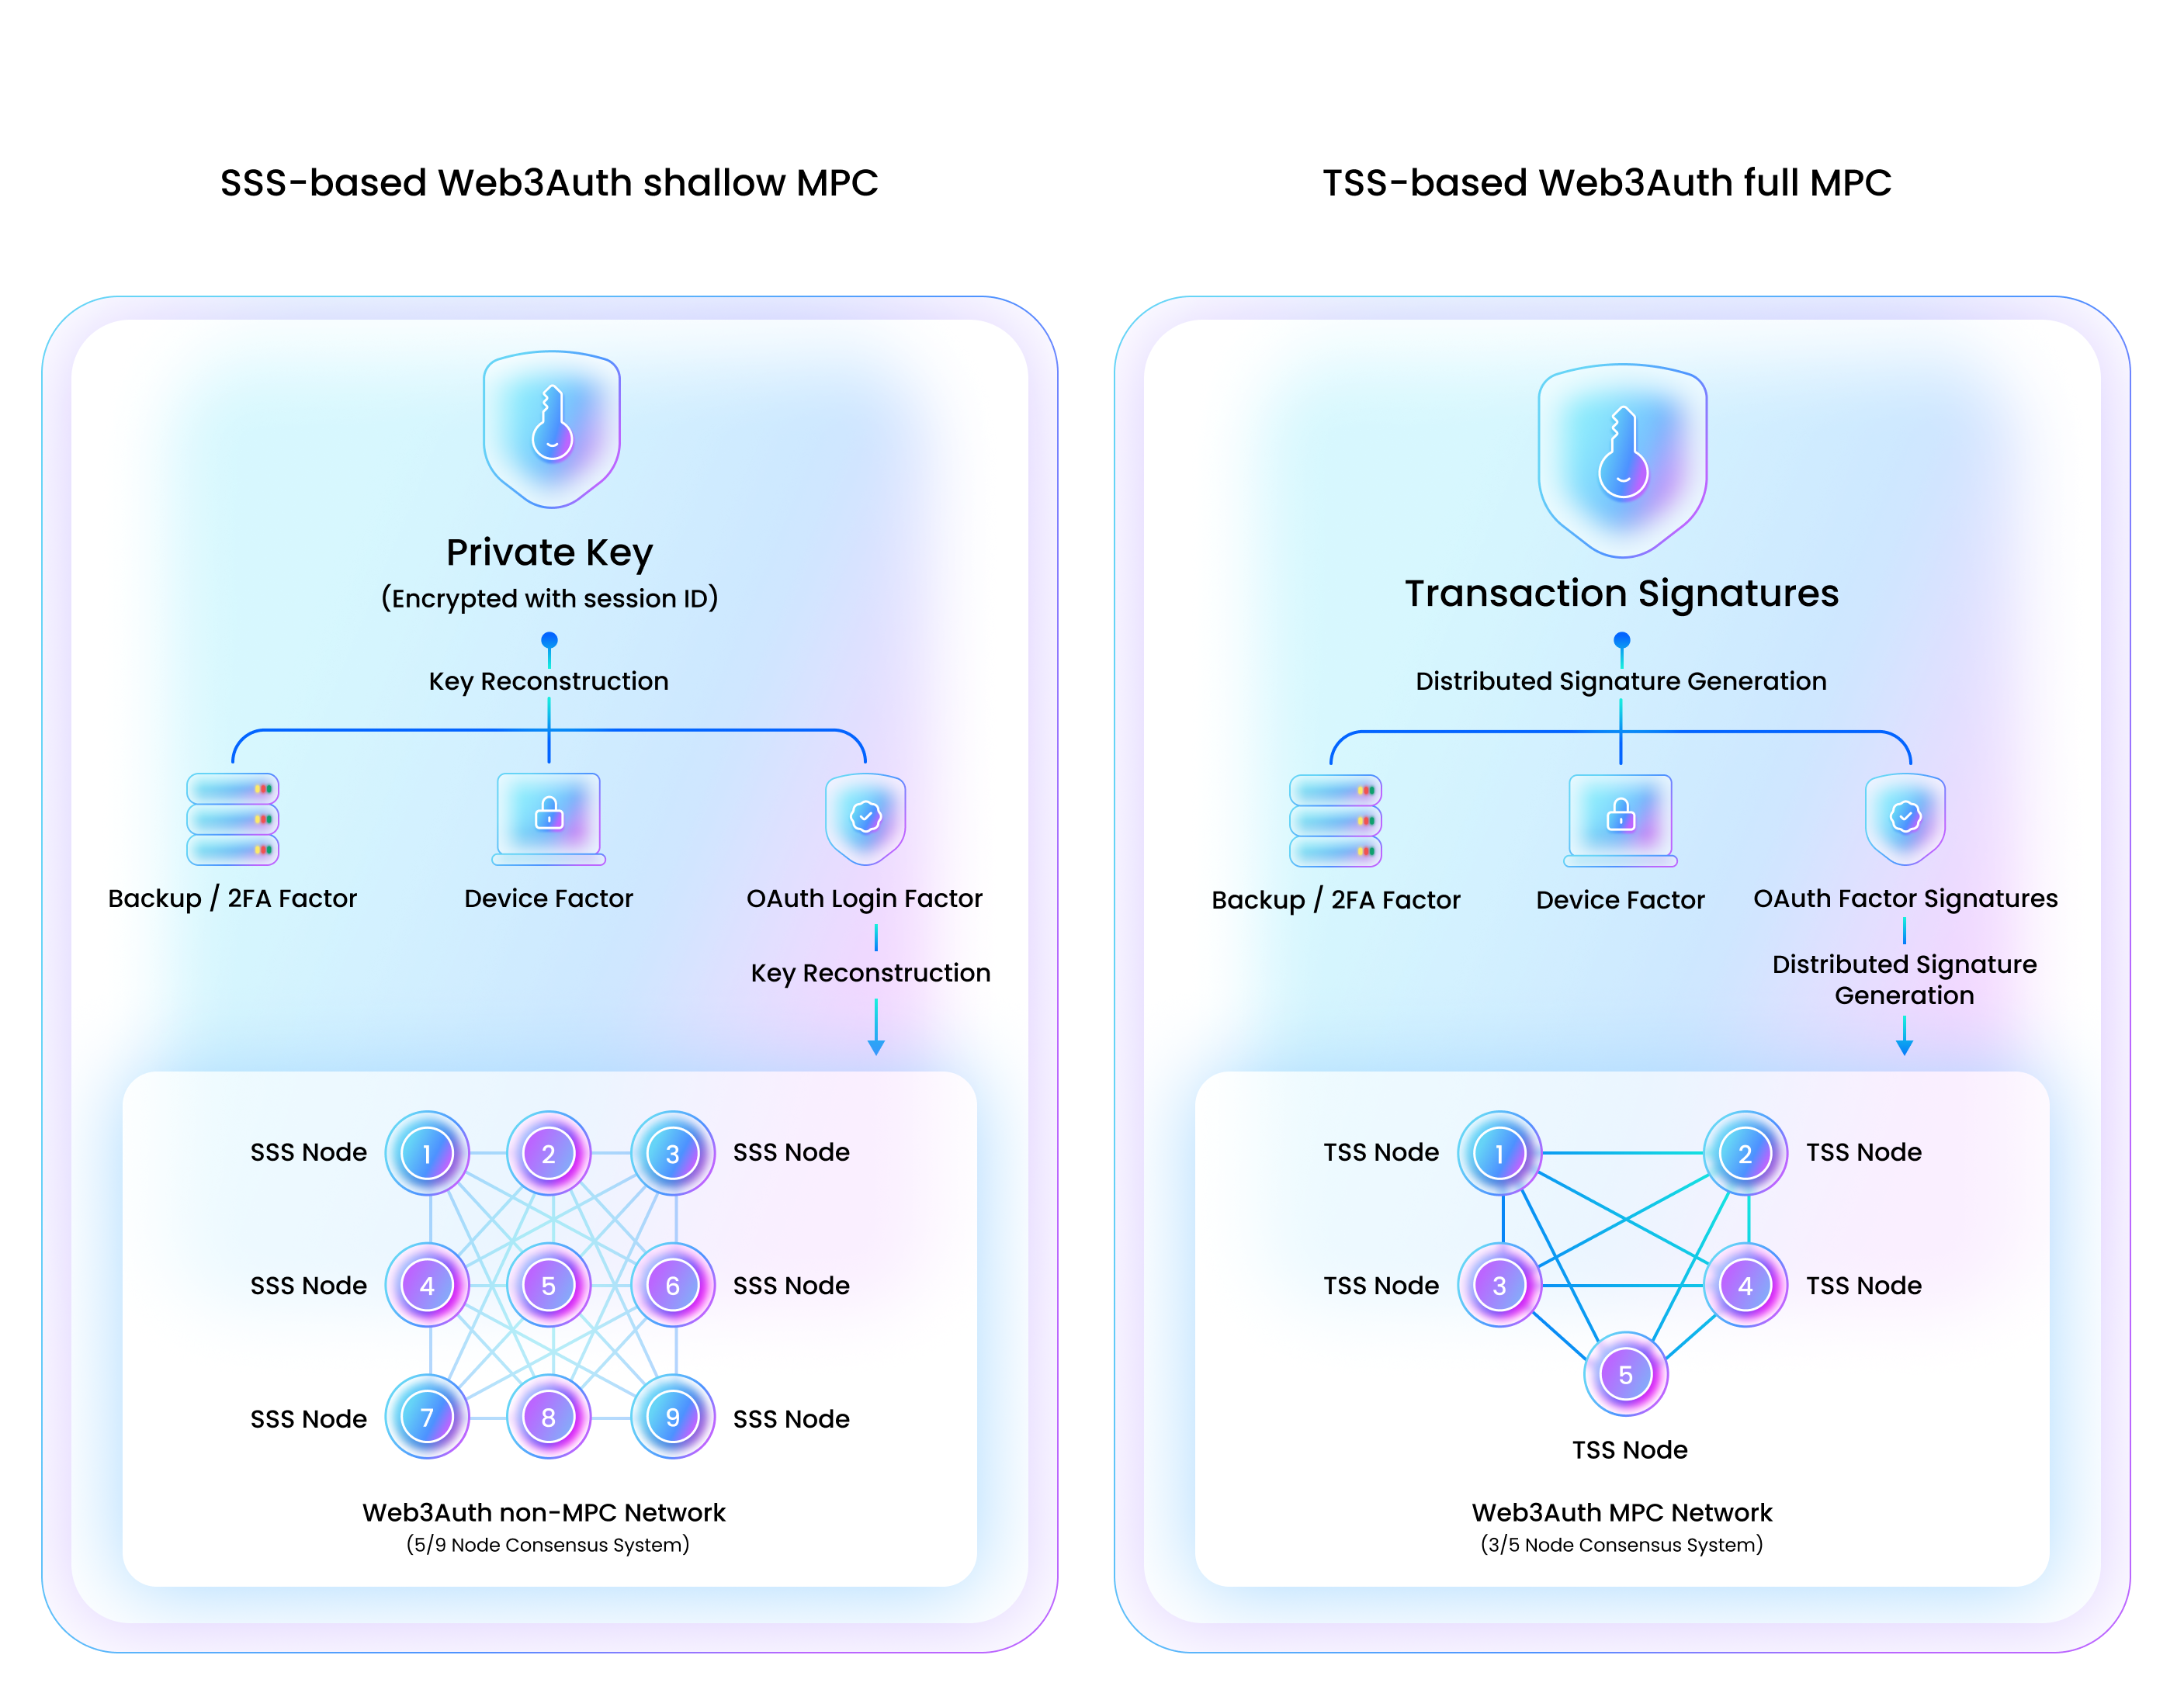 SSS-based Web3Auth shallow MPC
Private Key
(Encrypted with session ID)
Key Reconstruction
Backup / 2FA Factor
Device Factor
OAuth Login Factor
Key Reconstruction
SSS Node
1
2
3
SSS Node
SSS Node
4
5
6
SSS Node
SSS Node
7
8
9
SSS Node
Web3Auth non-MPC Network
(5/9 Node Consensus System)
TSS-based Web3Auth full MPC
Transaction Signatures
Distributed Signature Generation
Backup / 2FA Factor
Device Factor
OAuth Factor Signatures
Distributed Signature
Generation
TSS Node
1
2
TSS Node
TSS Node
3
4
TSS Node
5
TSS Node
Web3Auth MPC Network
(3/5 Node Consensus System)